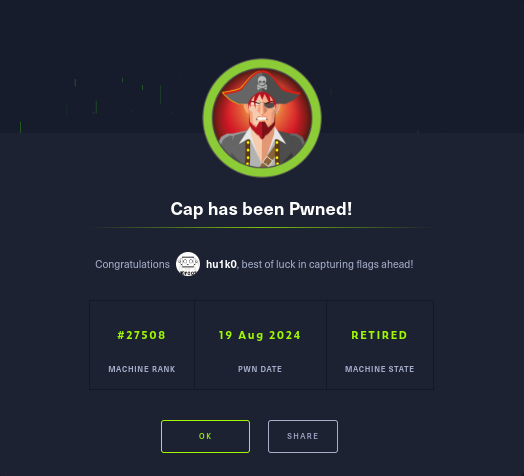 Cap has been Pwned!
Congratulations hu1k0, best of luck in capturing flags ahead!
#27508 19 Aug 2024 RETIRED
MACHINE RANK PWN DATE MACHINE STATE
OK SHARE